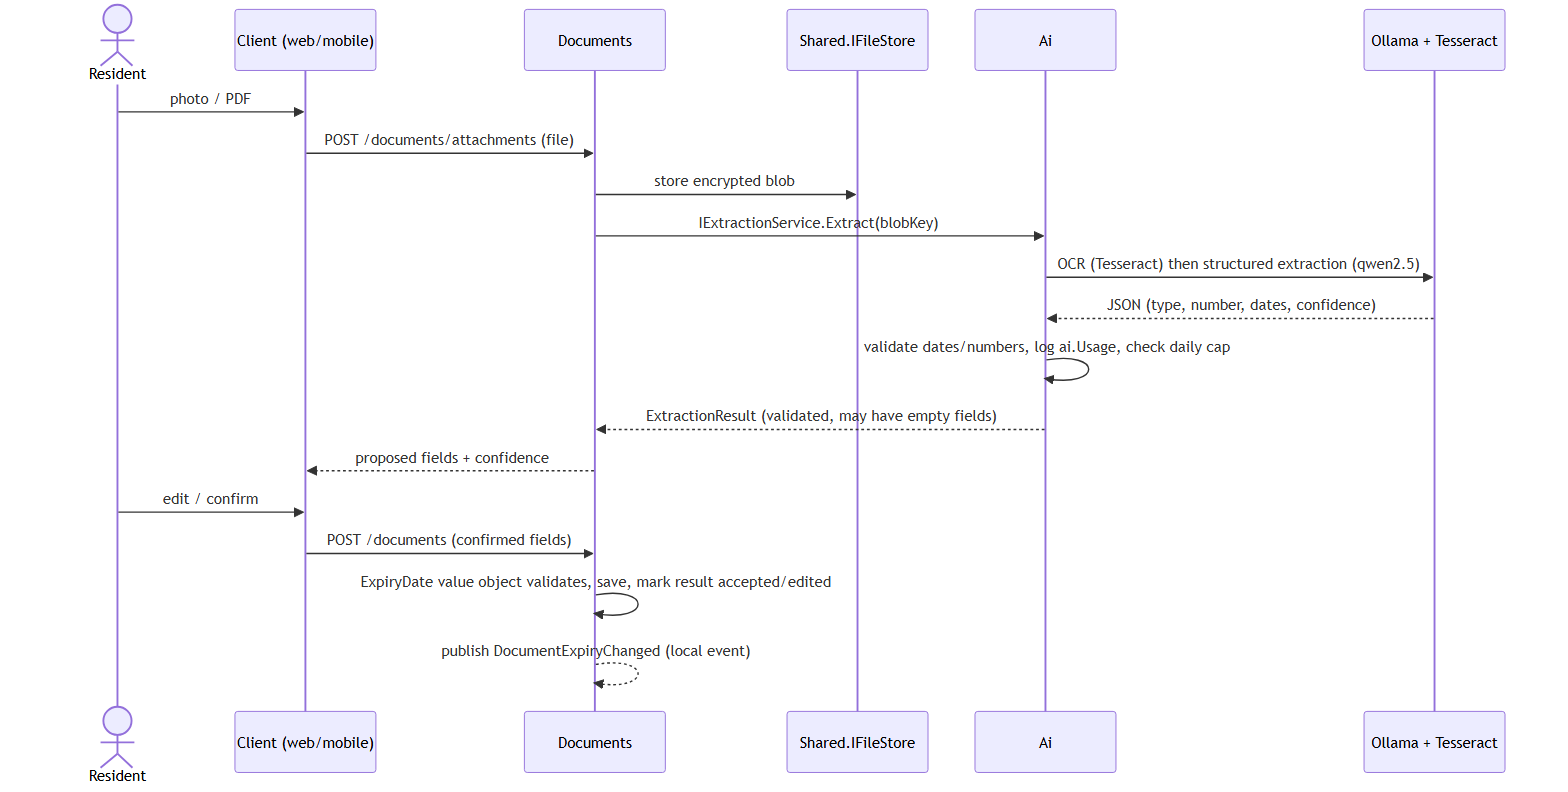 Client (web/mobile)
Documents
Shared.IFileStore
Ai
Ollama + Tesseract
Resident
photo / PDF
POST /documents/attachments (file)
store encrypted blob
IExtractionService.Extract(blobKey)
OCR (Tesseract) then structured extraction (qwen2.5)
JSON (type, number, dates, confidence)
validate dates/numbers, log ai.Usage, check daily cap
ExtractionResult (validated, may have empty fields)
proposed fields + confidence
edit / confirm
POST /documents (confirmed fields)
ExpiryDate value object validates, save, mark result accepted/edited
publish DocumentExpiryChanged (local event)
Client (web/mobile)
Documents
Shared.IFileStore
Ai
Ollama + Tesseract
Resident